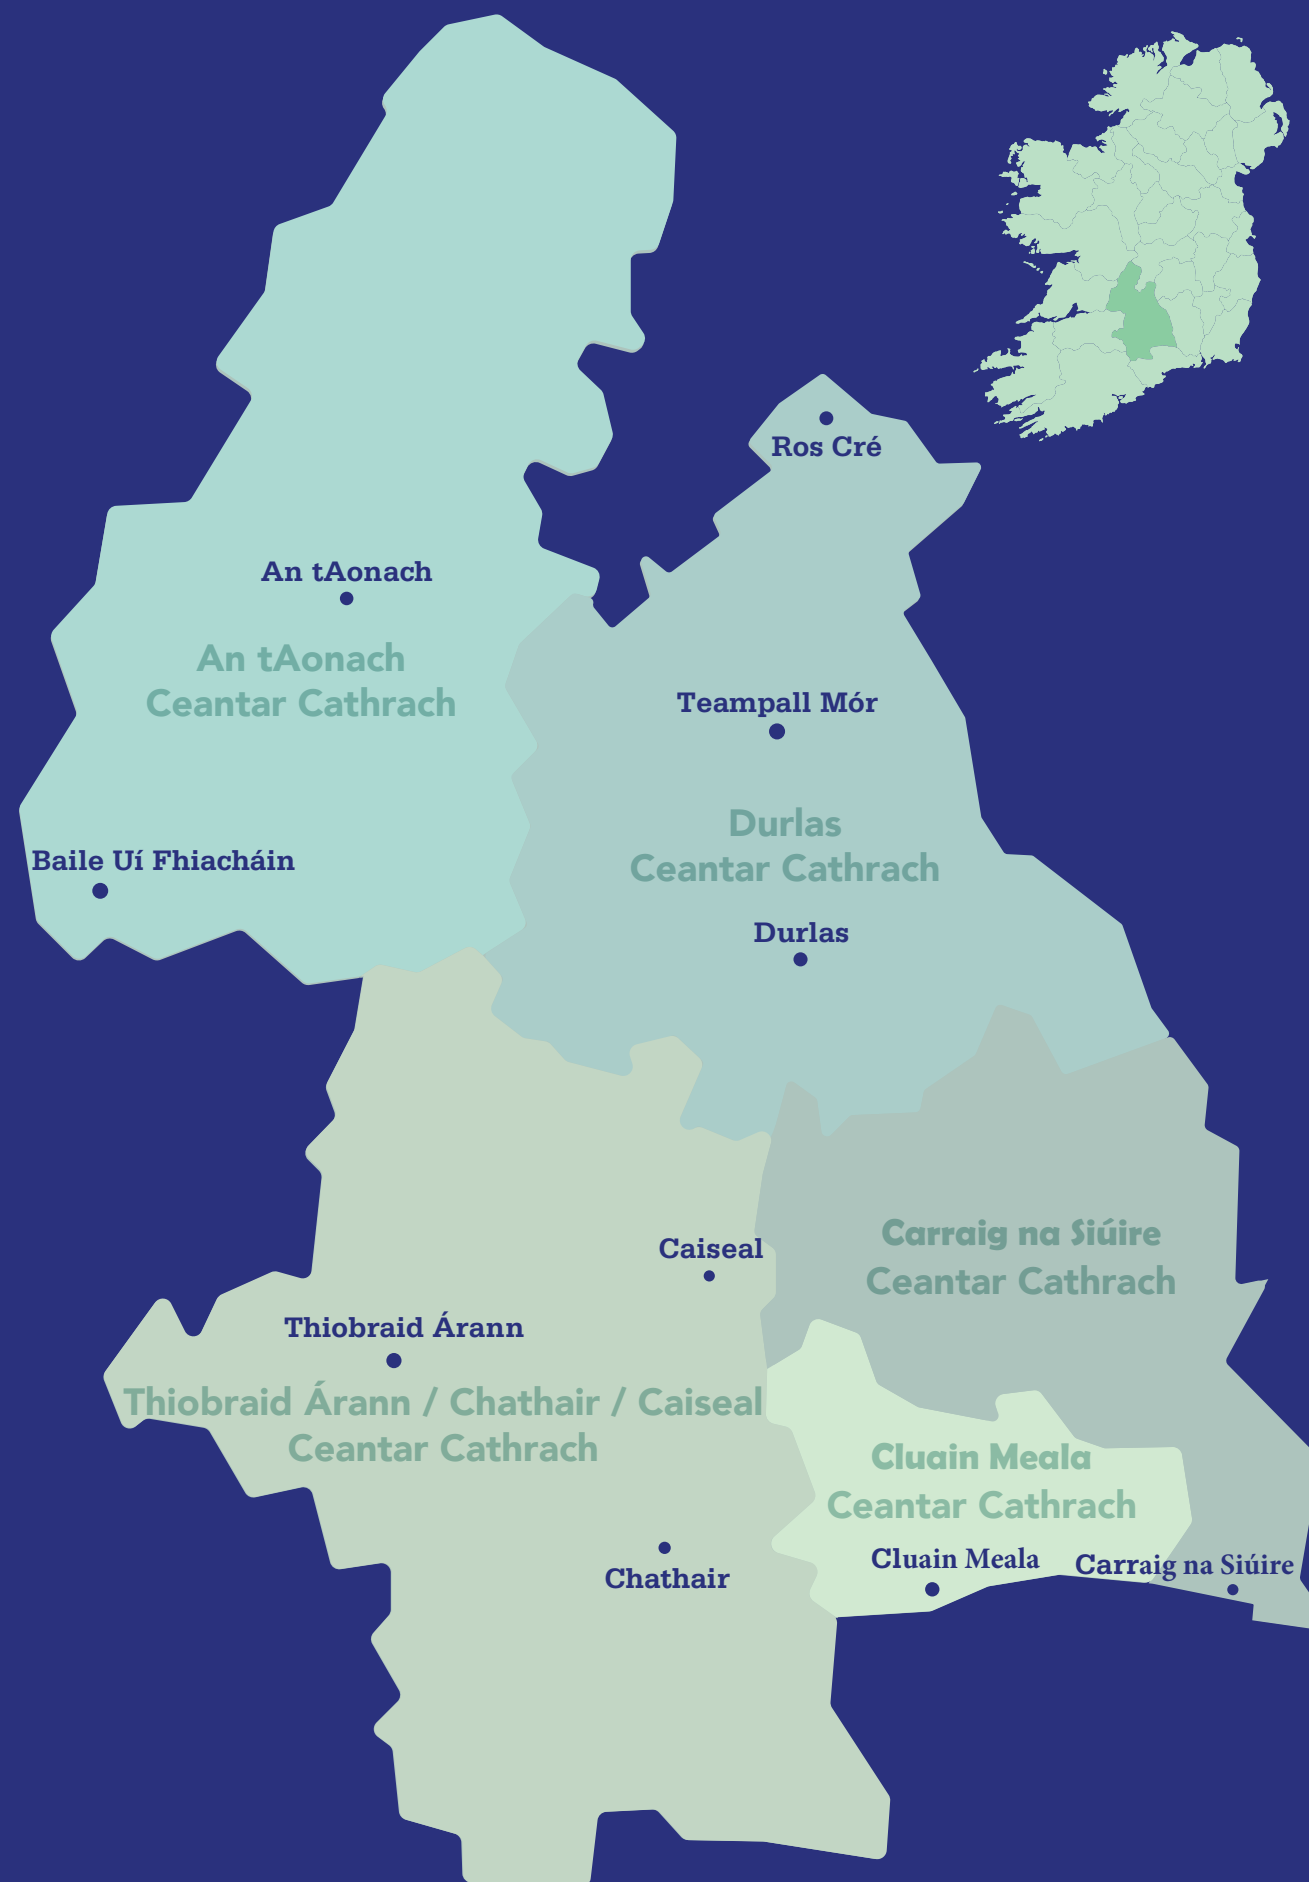 Ros Cré
An tAonach
An tAonach
Ceantar Cathrach
Teampall Mór
Durlas
Ceantar Cathrach
Baile Uí Fhiacháin
Durlas
Carraig na Siúire
Ceantar Cathrach
Caiseal
Thiobraid Árann
Thiobraid Árann / Chathair / Caiseal
Ceantar Cathrach
Cluain Meala
Ceantar Cathrach
Cluain Meala
Carraig na Siúire
Chathair